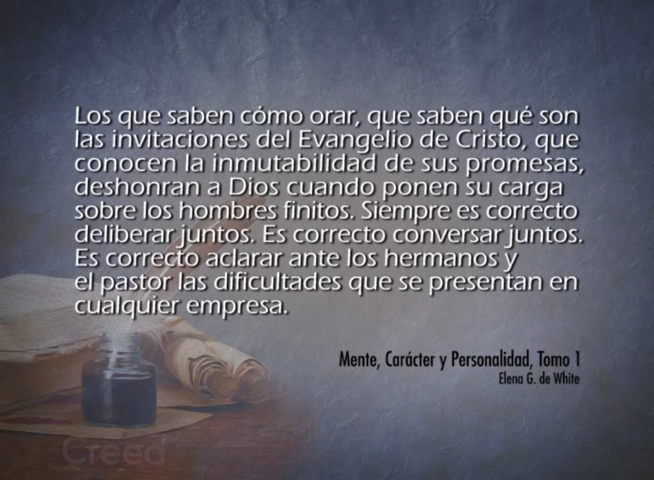 Los que saben cómo orar, que saben qué son
las invitaciones del Evangelio de Cristo, que
conocen la inmutabilidad de sus promesas,
deshonran a Dios cuando ponen su carga
sobre los hombres finitos. Siempre es correcto
deliberar juntos. Es correcto conversar juntos.
Es correcto aclarar ante los hermanos y
el pastor las dificultades que se presentan en
cualquier empresa.
Mente, Carácter y Personalidad, Tomo 1
Elena G. de White
Creed